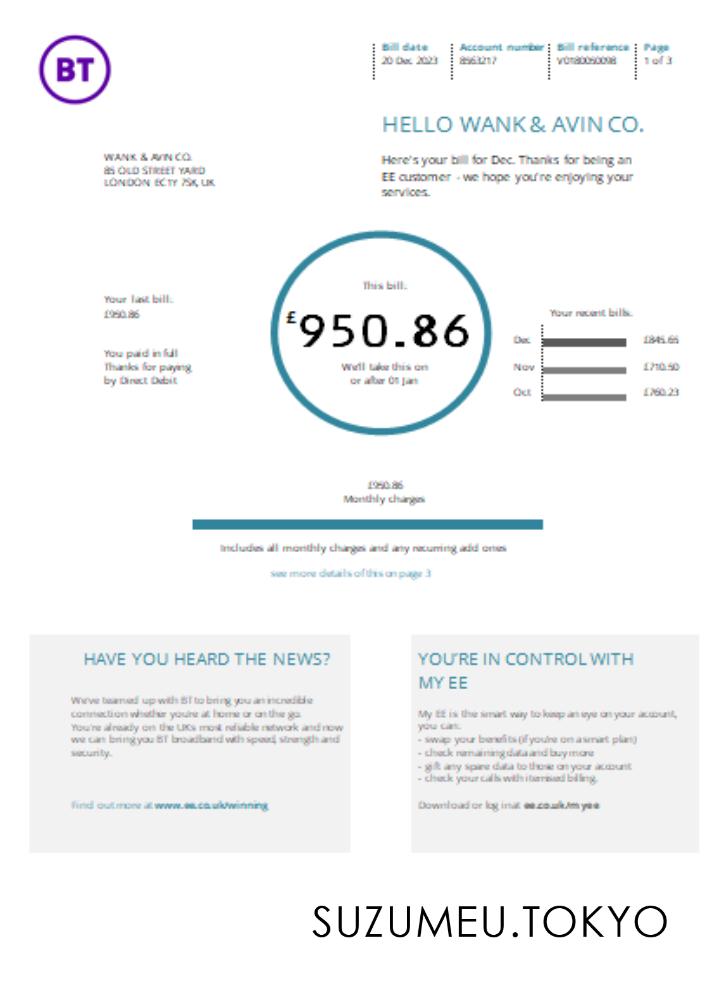 BT
Bill date
20 Dec 2023
Account number
8563217
Bill reference
V0180050098
Page
1 of 3
HELLO WANK & AVIN CO.
WANK & AVIN CO.
85 OLD STREET YARD
LONDON EC1Y 7SK, UK
Here's your bill for Dec. Thanks for being an
EE customer - we hope you're enjoying your
services.
Your last bill.
£950.86
You paid in full
Thanks for paying
by Direct Debit
This bill.
£950.86
We'll take this on
or after 01 Jan
Your recent bills.
Dec £845.65
Nov £710.50
Oct £760.23
£950.86
Monthly charges
Includes all monthly charges and any recurring add ones
see more details of this on page 3
HAVE YOU HEARD THE NEWS?
We've teamed up with BT to bring you an incredible
connection whether you're at home or on the go.
You're already on the UKs most reliable network and now
we can bring you BT broadband with speed, strength and
security.
Find out more at www.ee.co.uk/winning
YOU'RE IN CONTROL WITH
MY EE
My EE is the smart way to keep an eye on your account,
you can:
- swap your benefits (if you're on a smart plan)
- check remaining data and buy more
- gift any spare data to those on your account
- check your calls with itemised billing.
Download or log in at ee.co.uk/myee
SUZUMEU.TOKYO